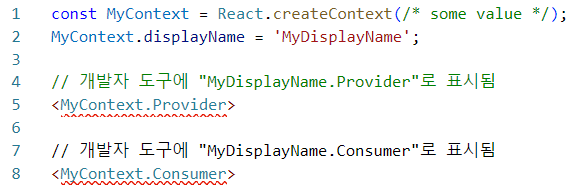 1 const MyContext = React.createContext(/* some value */);
2 MyContext.displayName = 'MyDisplayName';
3
4 // 개발자 도구에 "MyDisplayName.Provider"로 표시됨
5 <MyContext.Provider>
6
7 // 개발자 도구에 "MyDisplayName.Consumer"로 표시됨
8 <MyContext.Consumer>